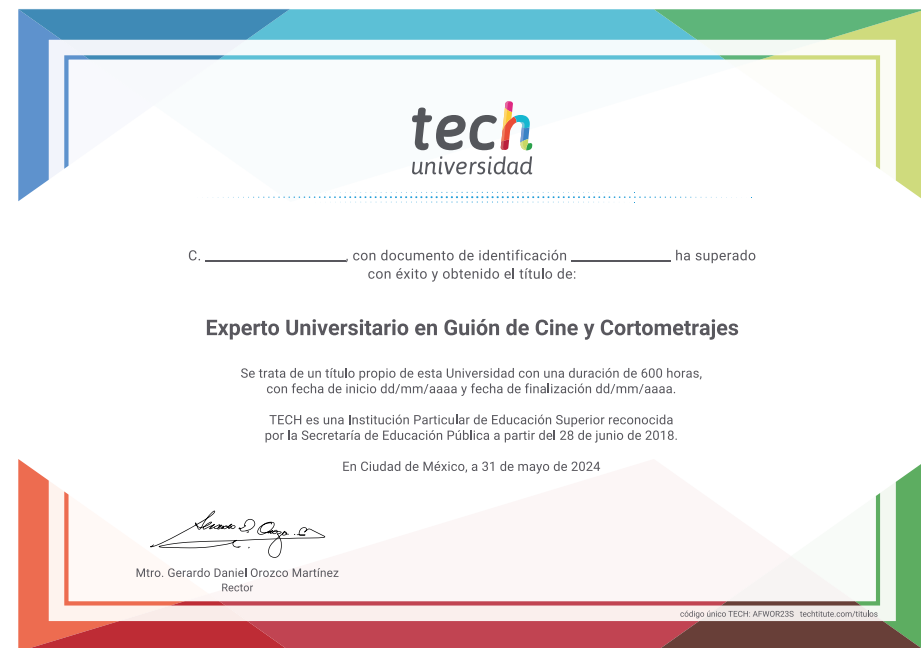 tech
universidad
C. ____________, con documento de identificación ____________ ha superado
con éxito y obtenido el título de:
Experto Universitario en Guión de Cine y Cortometrajes
Se trata de un título propio de esta Universidad con una duración de 600 horas,
con fecha de inicio dd/mm/aaaa y fecha de finalización dd/mm/aaaa.
TECH es una Institución Particular de Educación Superior reconocida
por la Secretaría de Educación Pública a partir del 28 de junio de 2018.
En Ciudad de México, a 31 de mayo de 2024
Mtro. Gerardo Daniel Orozco Martínez
Rector
código único TECH: AFWOR23S techtitute.com/titulos